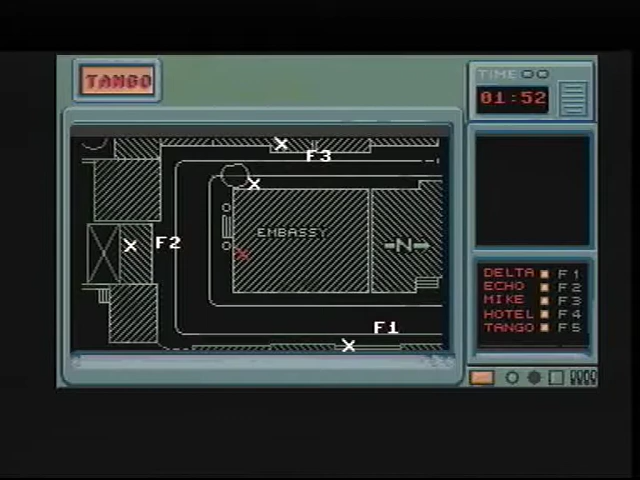 TANGO
TIME
01:52
F3
EMBASSY
F2
-N→
F1
DELTA F1
ECHO F2
MIKE F3
HOTEL F4
TANGO F5